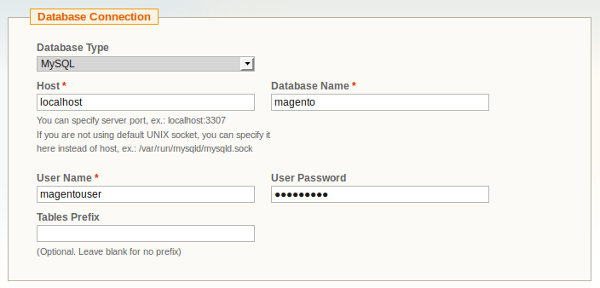 Database Connection
Database Type
MySQL
Host *
Database Name *
localhost
magento
You can specify server port, ex.: localhost:3307
If you are not using default UNIX socket, you can specify it
here instead of host, ex.: /var/run/mysqld/mysqld.sock
User Name *
User Password
magentouser
●●●●●●●●●
Tables Prefix
(Optional. Leave blank for no prefix)